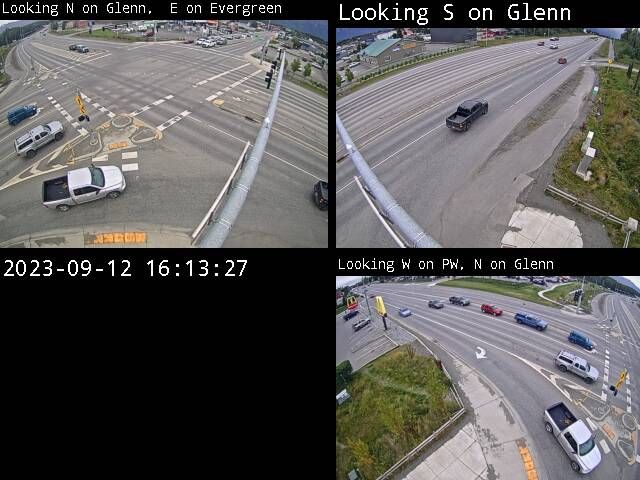 Looking N on Glenn,  E on Evergreen
Looking S on Glenn
2023-09-12 16:13:27
Looking W on PW, N on Glenn